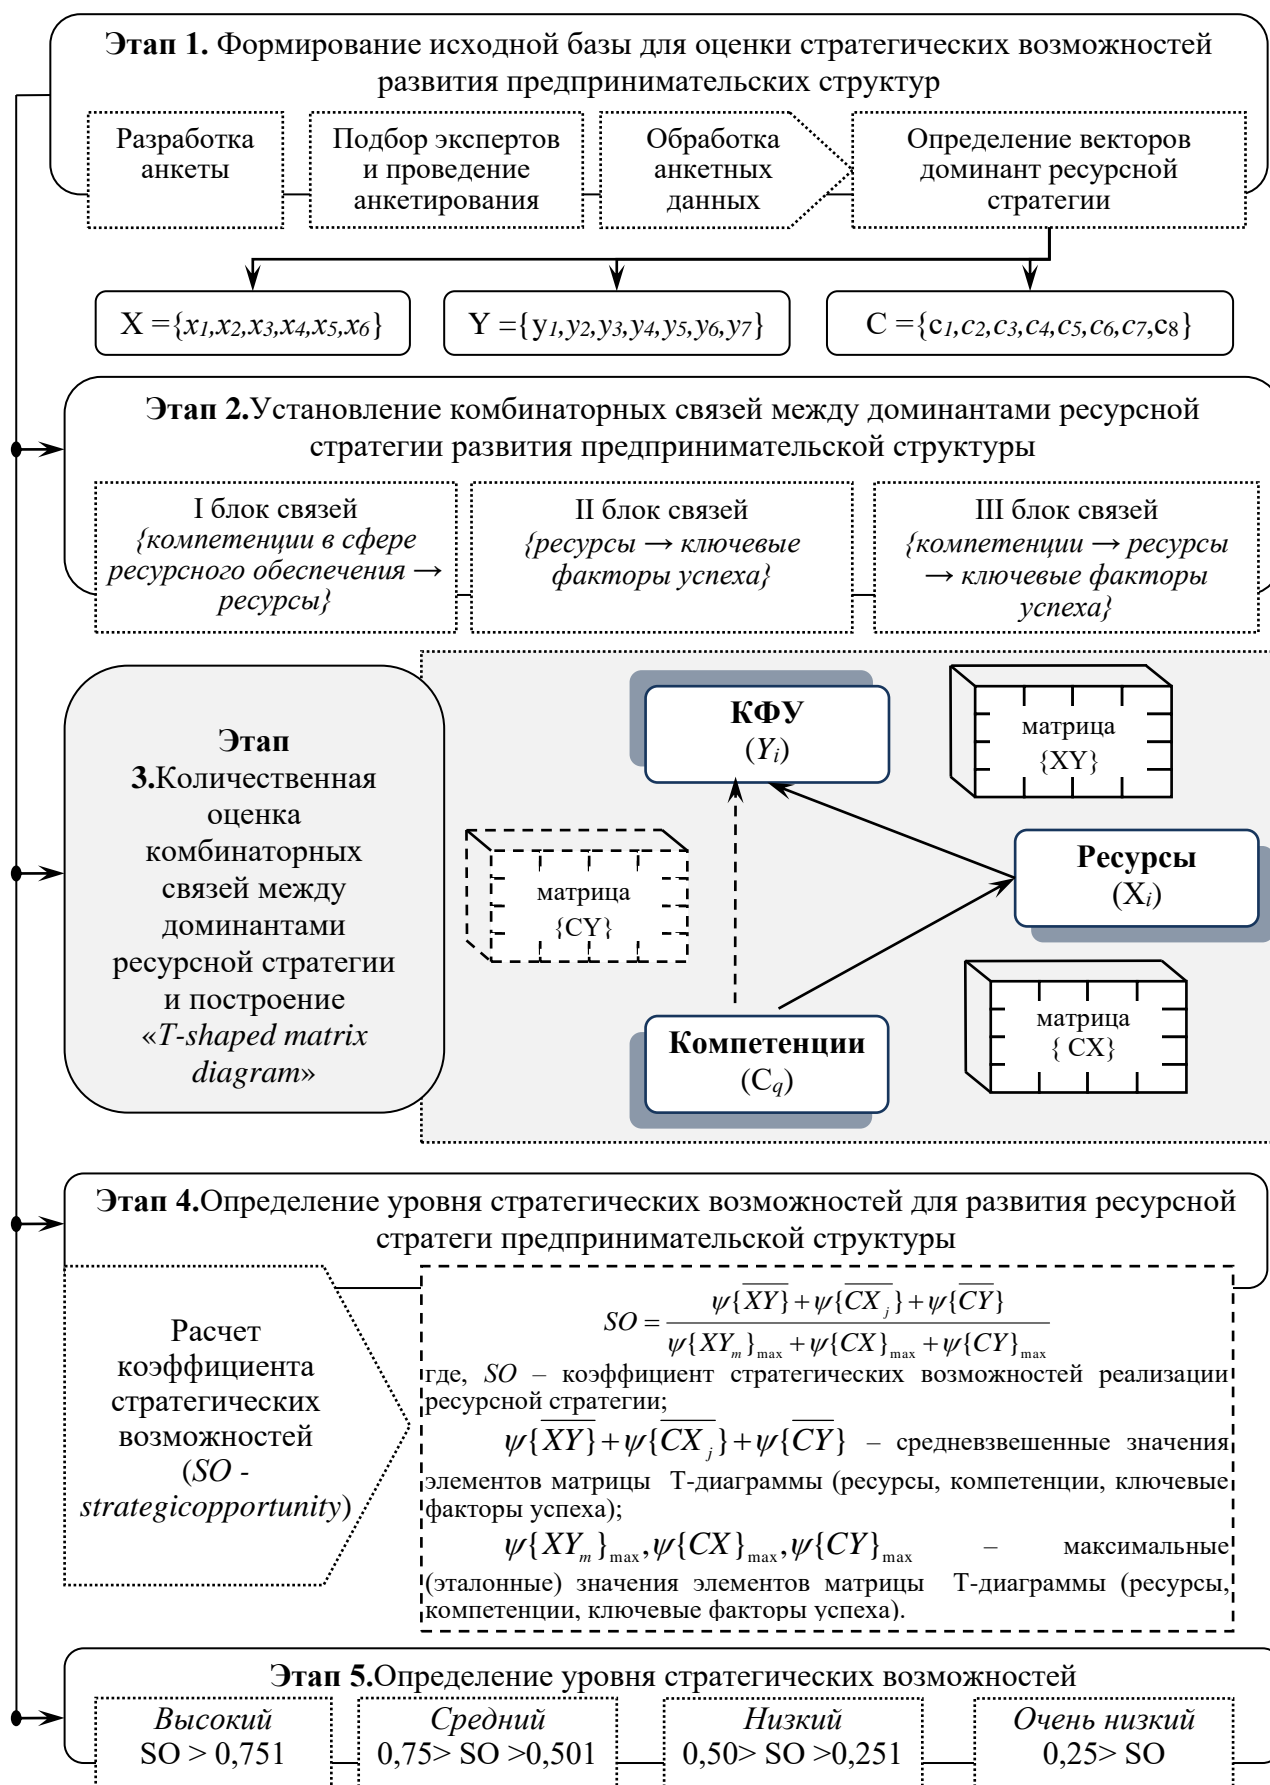 Этап 1. Формирование исходной базы для оценки стратегических возможностей
развития предпринимательских структур
Разработка
анкеты
Подбор экспертов
и проведение
анкетирования
Обработка
анкетных
данных
Определение векторов
доминант ресурсной
стратегии
X ={x1,x2,x3,x4,x5,x6}
Y ={y1,y2,y3,y4,y5,y6,y7}
C ={c1,c2,c3,c4,c5,c6,c7,c8}
Этап 2.Установление комбинаторных связей между доминантами ресурсной
стратегии развития предпринимательской структуры
I блок связей
{компетенции в сфере
ресурсного обеспечения →
ресурсы}
II блок связей
{ресурсы → ключевые
факторы успеха}
III блок связей
{компетенции → ресурсы
→ ключевые факторы
успеха}
Этап
3.Количественная
оценка
комбинаторных
связей между
доминантами
ресурсной стратегии
и построение
«T-shaped matrix
diagram»
КФУ
(Yi)
матрица
{XY}
матрица
{CY}
Ресурсы
(Xi)
Компетенции
(Cq)
матрица
{ CX}
Этап 4.Определение уровня стратегических возможностей для развития ресурсной
стратеги предпринимательской структуры
Расчет
коэффициента
стратегических
возможностей
(SO -
strategicopportunity)
SO = (ψ{X̅Y̅} + ψ{C̅X̅j} + ψ{C̅Y̅}) / (ψ{XYm}max + ψ{CX}max + ψ{CY}max)
где, SO – коэффициент стратегических возможностей реализации
ресурсной стратегии;
ψ{X̅Y̅} + ψ{C̅X̅j} + ψ{C̅Y̅} – средневзвешенные значения
элементов матрицы Т-диаграммы (ресурсы, компетенции, ключевые
факторы успеха);
ψ{XYm}max,ψ{CX}max,ψ{CY}max – максимальные
(эталонные) значения элементов матрицы Т-диаграммы (ресурсы,
компетенции, ключевые факторы успеха).
Этап 5.Определение уровня стратегических возможностей
Высокий
SO > 0,751
Средний
0,75> SO >0,501
Низкий
0,50> SO >0,251
Очень низкий
0,25> SO